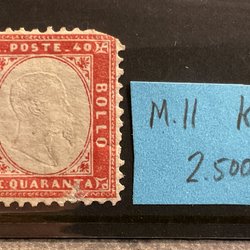 POSTE . 40
BOLLO
C. QUARANTA
M.11 K
2.500